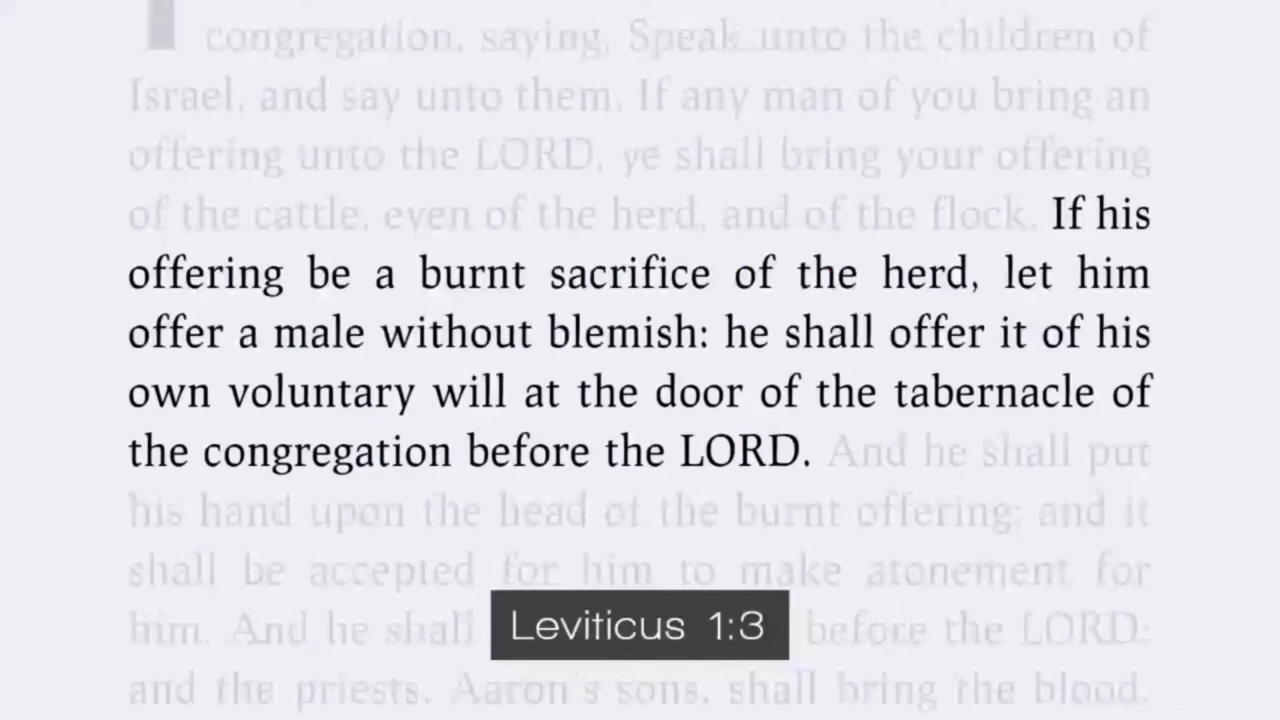 congregation, saying, Speak unto the children of
Israel, and say unto them, If any man of you bring an
offering unto the LORD, ye shall bring your offering
of the cattle, even of the herd, and of the flock. If his
offering be a burnt sacrifice of the herd, let him
offer a male without blemish: he shall offer it of his
own voluntary will at the door of the tabernacle of
the congregation before the LORD. And he shall put
his hand upon the head of the burnt offering; and it
shall be accepted for him to make atonement for
him. And he shall
Leviticus 1:3
before the LORD:
and the priests, Aaron's sons, shall bring the blood,